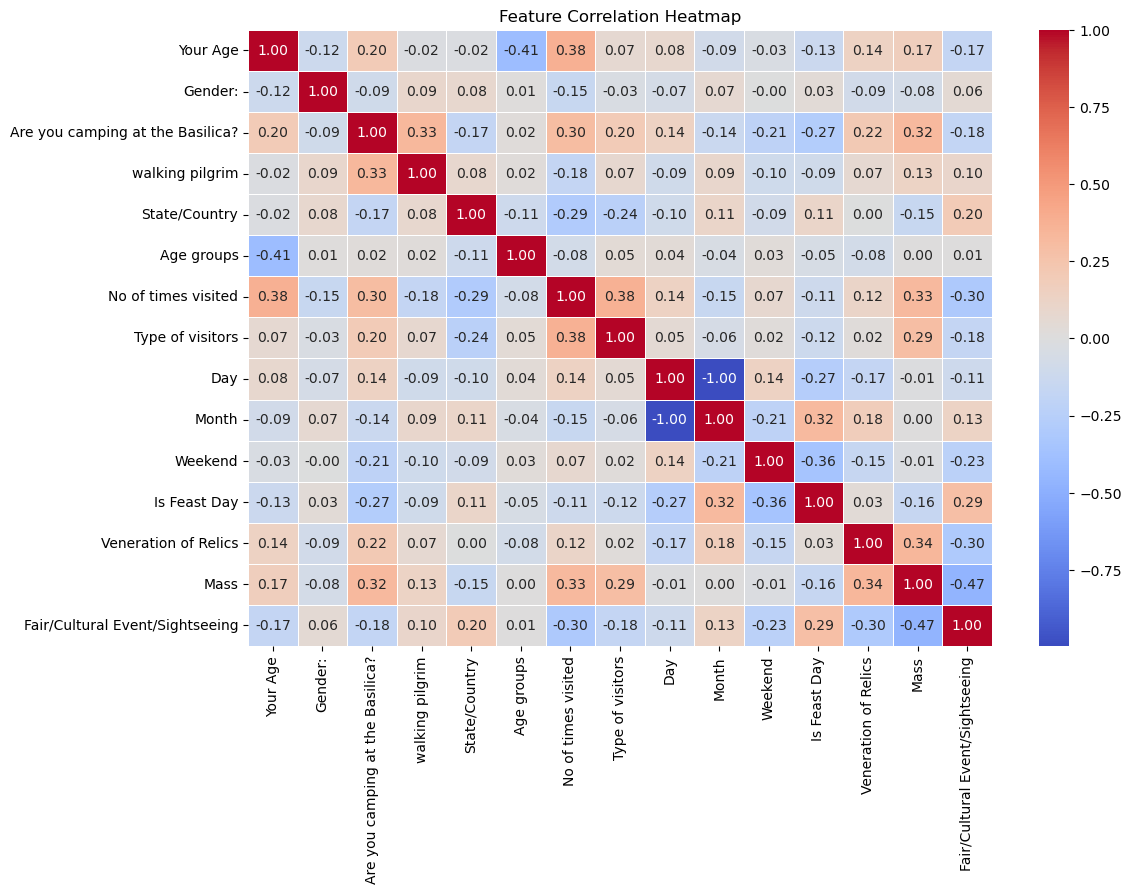 Feature Correlation Heatmap
Your Age 1.00 -0.12 0.20 -0.02 -0.02 -0.41 0.38 0.07 0.08 -0.09 -0.03 -0.13 0.14 0.17 -0.17
Gender: -0.12 1.00 -0.09 0.09 0.08 0.01 -0.15 -0.03 -0.07 0.07 -0.00 0.03 -0.09 -0.08 0.06
Are you camping at the Basilica? 0.20 -0.09 1.00 0.33 -0.17 0.02 0.30 0.20 0.14 -0.14 -0.21 -0.27 0.22 0.32 -0.18
walking pilgrim -0.02 0.09 0.33 1.00 0.08 0.02 -0.18 0.07 -0.09 0.09 -0.10 -0.09 0.07 0.13 0.10
State/Country -0.02 0.08 -0.17 0.08 1.00 -0.11 -0.29 -0.24 -0.10 0.11 -0.09 0.11 0.00 -0.15 0.20
Age groups -0.41 0.01 0.02 0.02 -0.11 1.00 -0.08 0.05 0.04 -0.04 0.03 -0.05 -0.08 0.00 0.01
No of times visited 0.38 -0.15 0.30 -0.18 -0.29 -0.08 1.00 0.38 0.14 -0.15 0.07 -0.11 0.12 0.33 -0.30
Type of visitors 0.07 -0.03 0.20 0.07 -0.24 0.05 0.38 1.00 0.05 -0.06 0.02 -0.12 0.02 0.29 -0.18
Day 0.08 -0.07 0.14 -0.09 -0.10 0.04 0.14 0.05 1.00 -1.00 0.14 -0.27 -0.17 -0.01 -0.11
Month -0.09 0.07 -0.14 0.09 0.11 -0.04 -0.15 -0.06 -1.00 1.00 -0.21 0.32 0.18 0.00 0.13
Weekend -0.03 -0.00 -0.21 -0.10 -0.09 0.03 0.07 0.02 0.14 -0.21 1.00 -0.36 -0.15 -0.01 -0.23
Is Feast Day -0.13 0.03 -0.27 -0.09 0.11 -0.05 -0.11 -0.12 -0.27 0.32 -0.36 1.00 0.03 -0.16 0.29
Veneration of Relics 0.14 -0.09 0.22 0.07 0.00 -0.08 0.12 0.02 -0.17 0.18 -0.15 0.03 1.00 0.34 -0.30
Mass 0.17 -0.08 0.32 0.13 -0.15 0.00 0.33 0.29 -0.01 0.00 -0.01 -0.16 0.34 1.00 -0.47
Fair/Cultural Event/Sightseeing -0.17 0.06 -0.18 0.10 0.20 0.01 -0.30 -0.18 -0.11 0.13 -0.23 0.29 -0.30 -0.47 1.00
Your Age
Gender:
Are you camping at the Basilica?
walking pilgrim
State/Country
Age groups
No of times visited
Type of visitors
Day
Month
Weekend
Is Feast Day
Veneration of Relics
Mass
Fair/Cultural Event/Sightseeing
1.00
0.75
0.50
0.25
0.00
−0.25
−0.50
−0.75